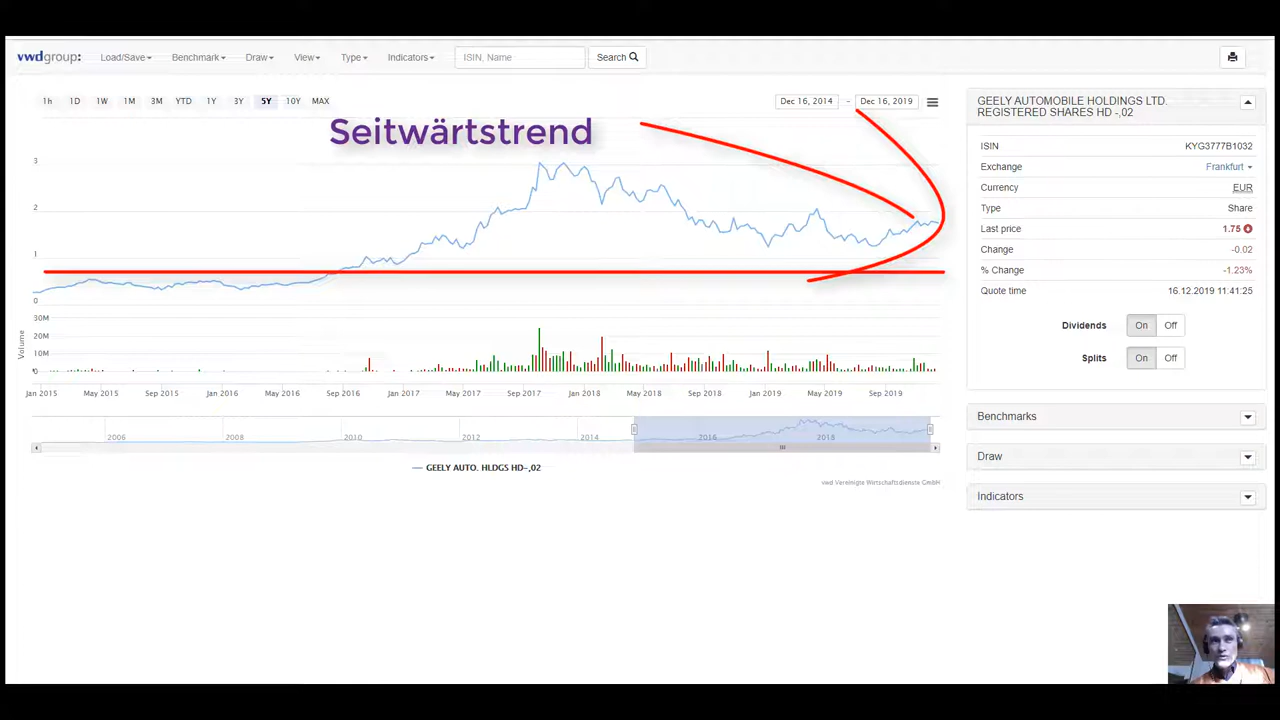 vwdgroup: Load/Save Benchmark Draw View Type Indicators ISIN, Name Search
1h 1D 1W 1M 3M YTD 1Y 3Y 5Y 10Y MAX Dec 16, 2014 - Dec 16, 2019
Seitwärtstrend
3
2
1
0
30M
20M
10M
0
Volume
Jan 2015 May 2015 Sep 2015 Jan 2016 May 2016 Sep 2016 Jan 2017 May 2017 Sep 2017 Jan 2018 May 2018 Sep 2018 Jan 2019 May 2019 Sep 2019
2006 2008 2010 2012 2014 2016 2018
GEELY AUTO. HLDGS HD-,02
vwd Vereinigte Wirtschaftsdienste GmbH
GEELY AUTOMOBILE HOLDINGS LTD.
REGISTERED SHARES HD -,02
ISIN KYG3777B1032
Exchange Frankfurt
Currency EUR
Type Share
Last price 1.75
Change -0.02
% Change -1.23%
Quote time 16.12.2019 11:41:25
Dividends On Off
Splits On Off
Benchmarks
Draw
Indicators